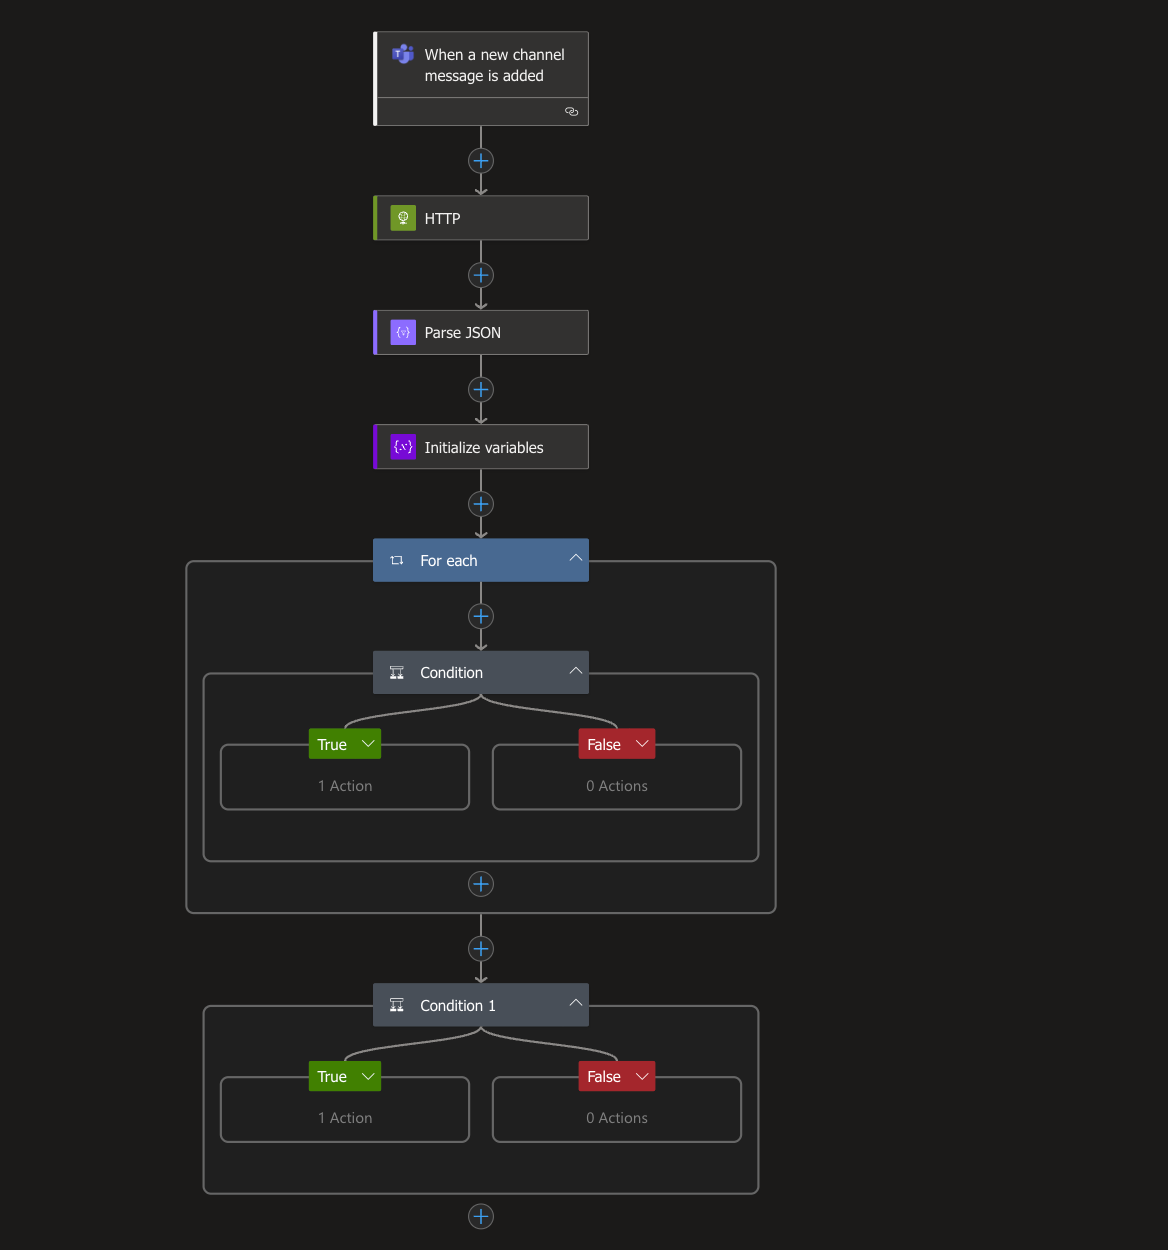 When a new channel
message is added
HTTP
Parse JSON
Initialize variables
For each
Condition
True
False
1 Action
0 Actions
Condition 1
True
False
1 Action
0 Actions